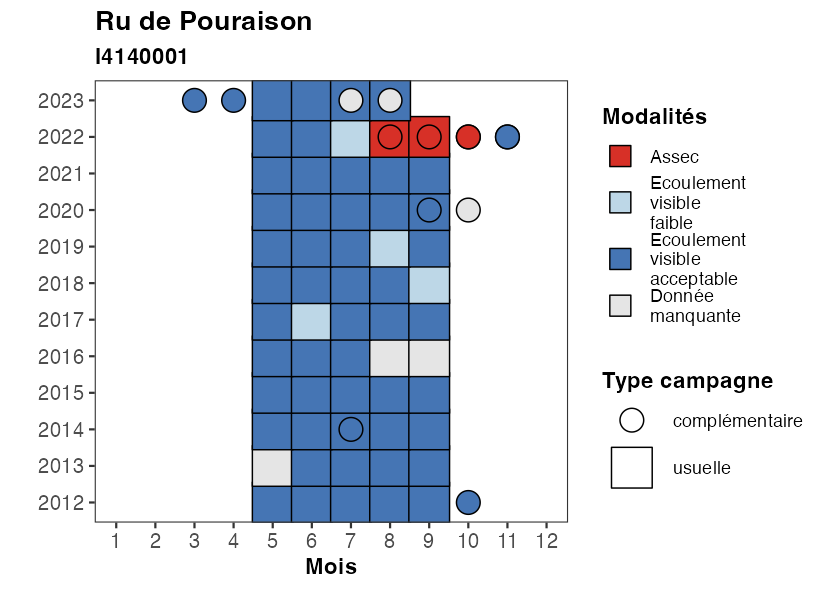 Ru de Pouraison
I4140001
2023
2022
2021
2020
2019
2018
2017
2016
2015
2014
2013
2012
1 2 3 4 5 6 7 8 9 10 11 12
Mois
Modalités
Assec
Ecoulement
visible
faible
Ecoulement
visible
acceptable
Donnée
manquante
Type campagne
complémentaire
usuelle